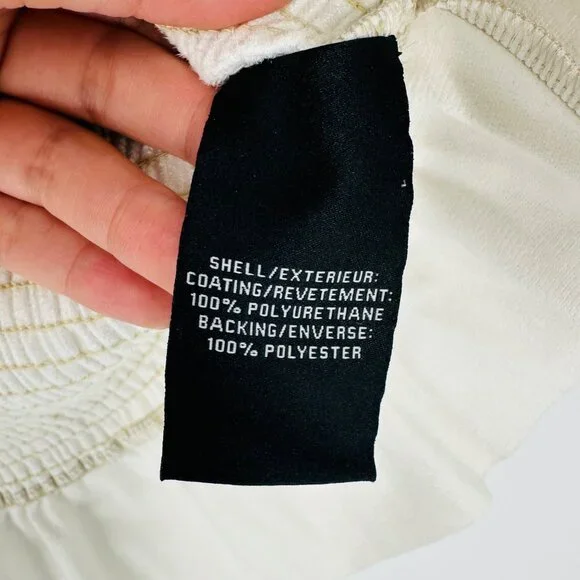 SHELL/EXTERIEUR:
COATING/REVETEMENT:
100% POLYURETHANE
BACKING/ENVERSE:
100% POLYESTER